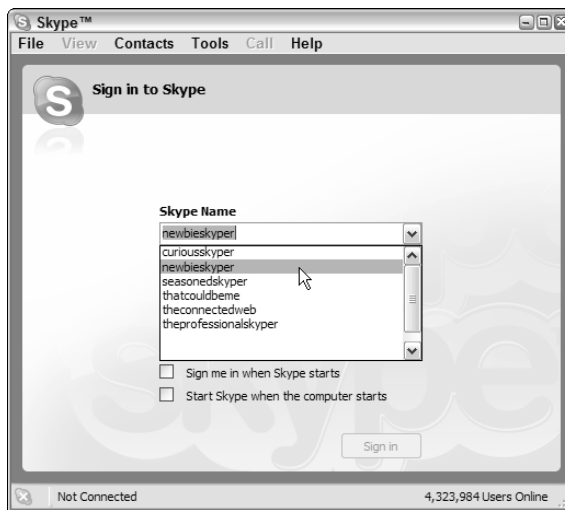 Skype™
File View Contacts Tools Call Help
S Sign in to Skype
Skype Name
newbieskyper
curiousskyper
newbieskyper
seasonedskyper
thatcouldbeme
theconnectedweb
theprofessionalskyper
Sign me in when Skype starts
Start Skype when the computer starts
skype
Sign in
Not Connected 4,323,984 Users Online